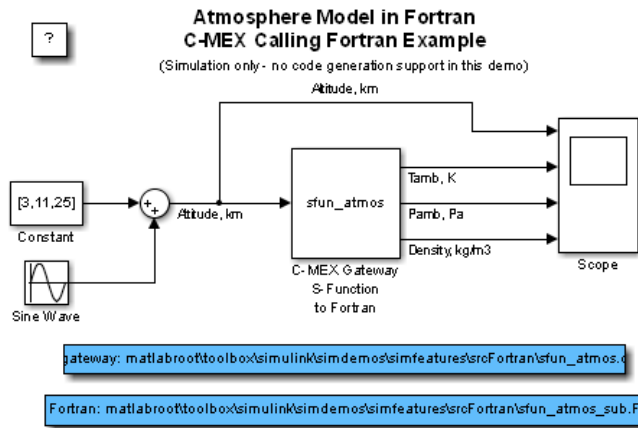 Atmosphere Model in Fortran
?
C-MEX Calling Fortran Example
(Simulation only - no code generation support in this demo)
Altitude, km
Tamb, K
[3,11,25]
sfun_atmos
Altitude, km
Pamb, Pa
Constant
Density, kg/m3
C-MEX Gateway
Scope
S-Function
Sine Wave
to Fortran
gateway: matlabroot\toolbox\simulink\simdemos\simfeatures\srcFortran\sfun_atmos.c
Fortran: matlabroot\toolbox\simulink\simdemos\simfeatures\srcFortran\sfun_atmos_sub.F